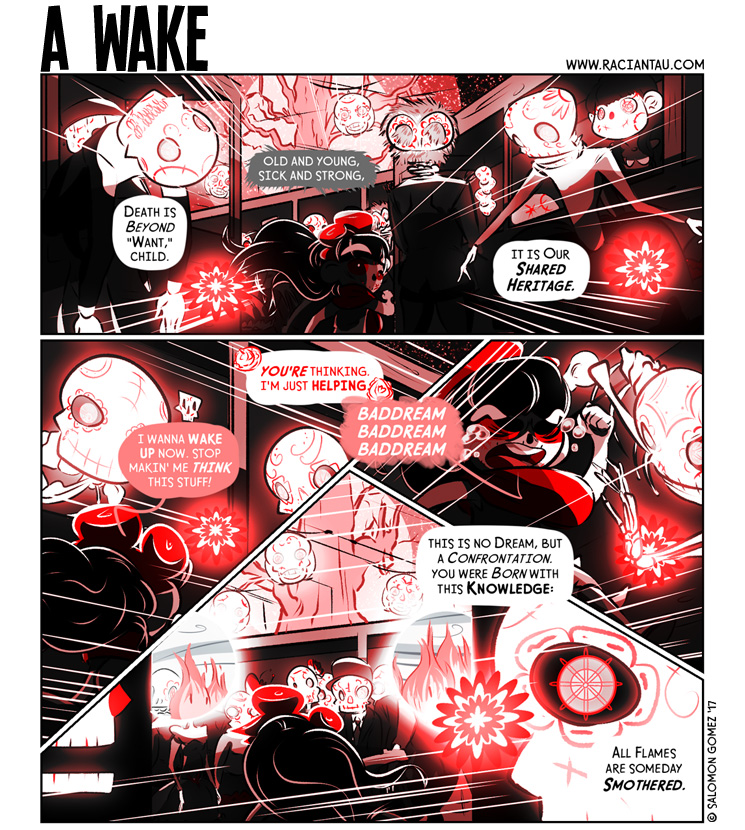 A WAKE
WWW.RACIANTAU.COM
DEATH IS
BEYOND
"WANT,"
CHILD.
OLD AND YOUNG,
SICK AND STRONG,
IT IS OUR
SHARED
HERITAGE.
I WANNA WAKE
UP NOW. STOP
MAKIN' ME THINK
THIS STUFF!
YOU'RE THINKING.
I'M JUST HELPING.
BADDREAM
BADDREAM
BADDREAM
THIS IS NO DREAM, BUT
A CONFRONTATION.
YOU WERE BORN WITH
THIS KNOWLEDGE:
ALL FLAMES
ARE SOMEDAY
SMOTHERED.
© SALOMON GOMEZ '17